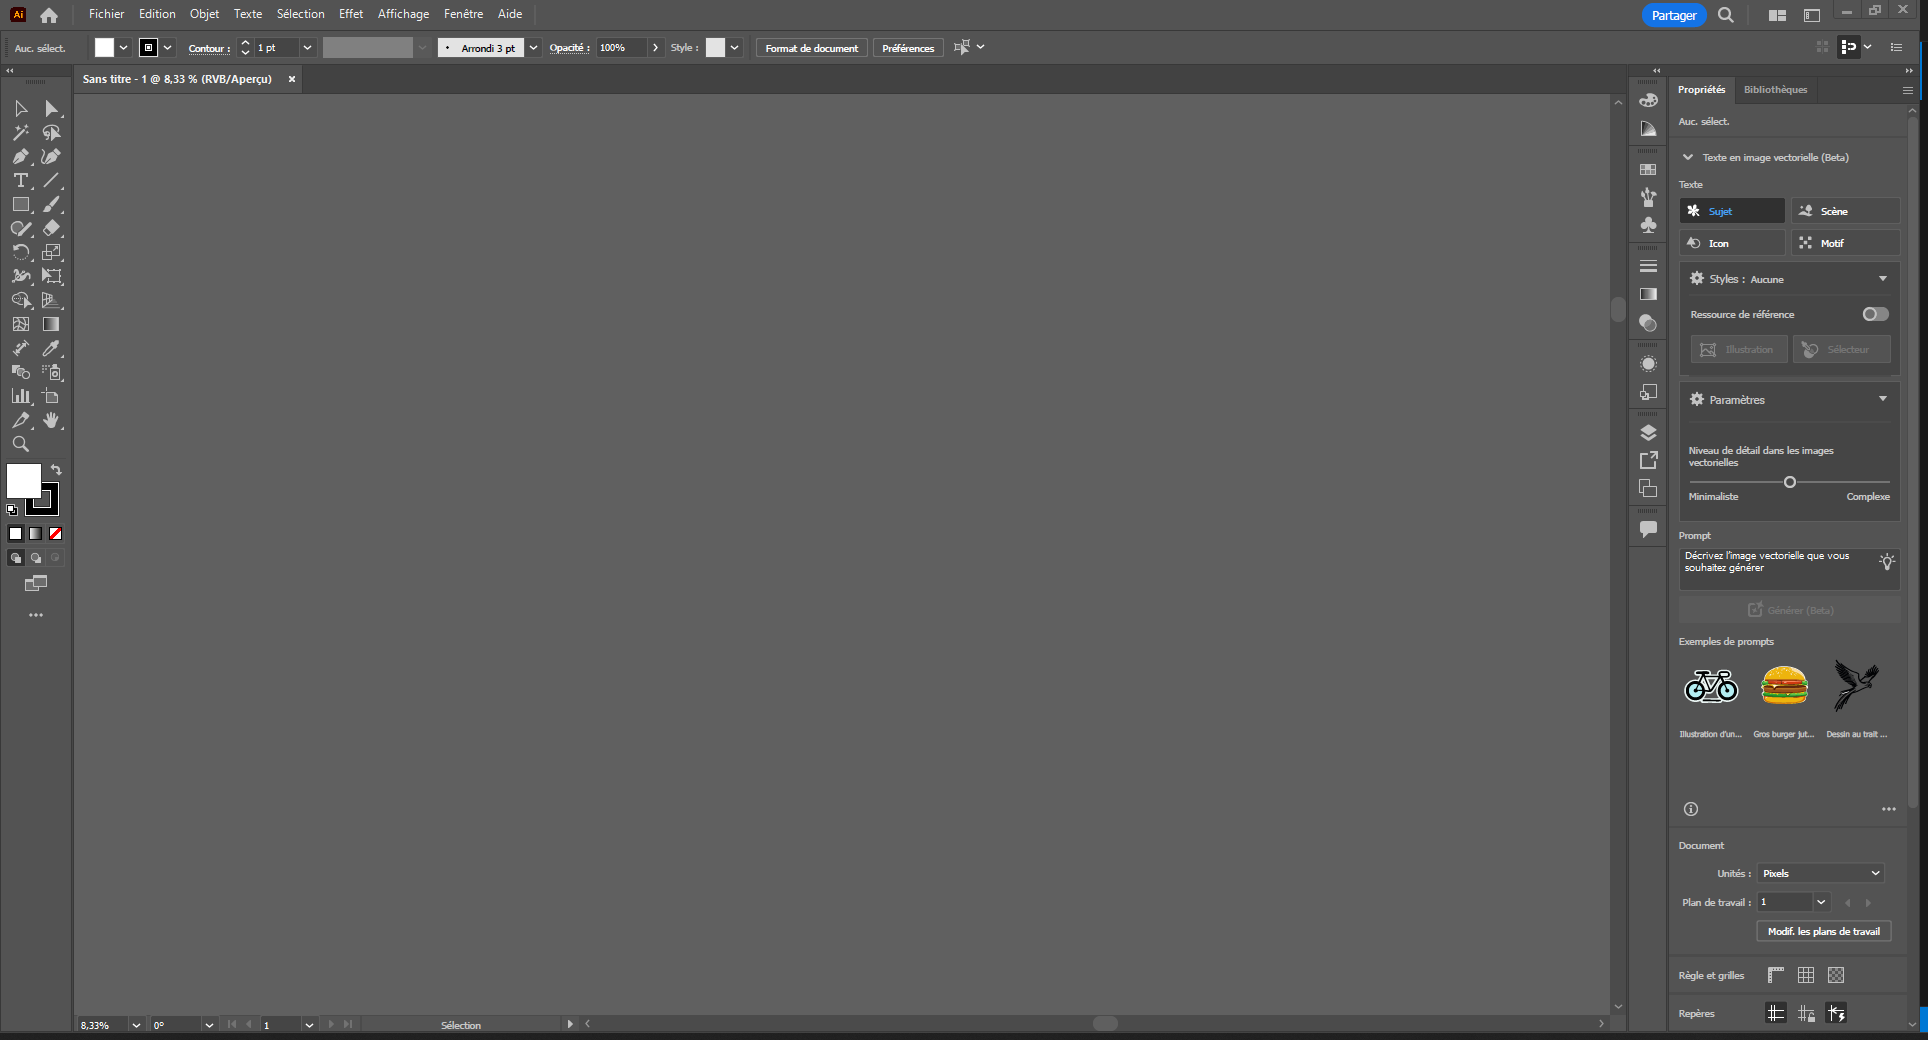 Ai Fichier Edition Objet Texte Sélection Effet Affichage Fenêtre Aide Partager
Auc. sélect. Contour : 1 pt Arrondi 3 pt Opacité : 100% Style : Format de document Préférences
Sans titre - 1 @ 8,33 % (RVB/Aperçu)
Propriétés Bibliothèques
Auc. sélect.
Texte en image vectorielle (Beta)
Texte
Sujet Scène
Icon Motif
Styles : Aucune
Ressource de référence
Illustration Sélecteur
Paramètres
Niveau de détail dans les images
vectorielles
Minimaliste Complexe
Prompt
Décrivez l'image vectorielle que vous
souhaitez générer
Générer (Beta)
Exemples de prompts
Illustration d'un... Gros burger jut... Dessin au trait ...
Document
Unités : Pixels
Plan de travail : 1
Modif. les plans de travail
Règle et grilles
Repères
8,33% 0° 1 Sélection